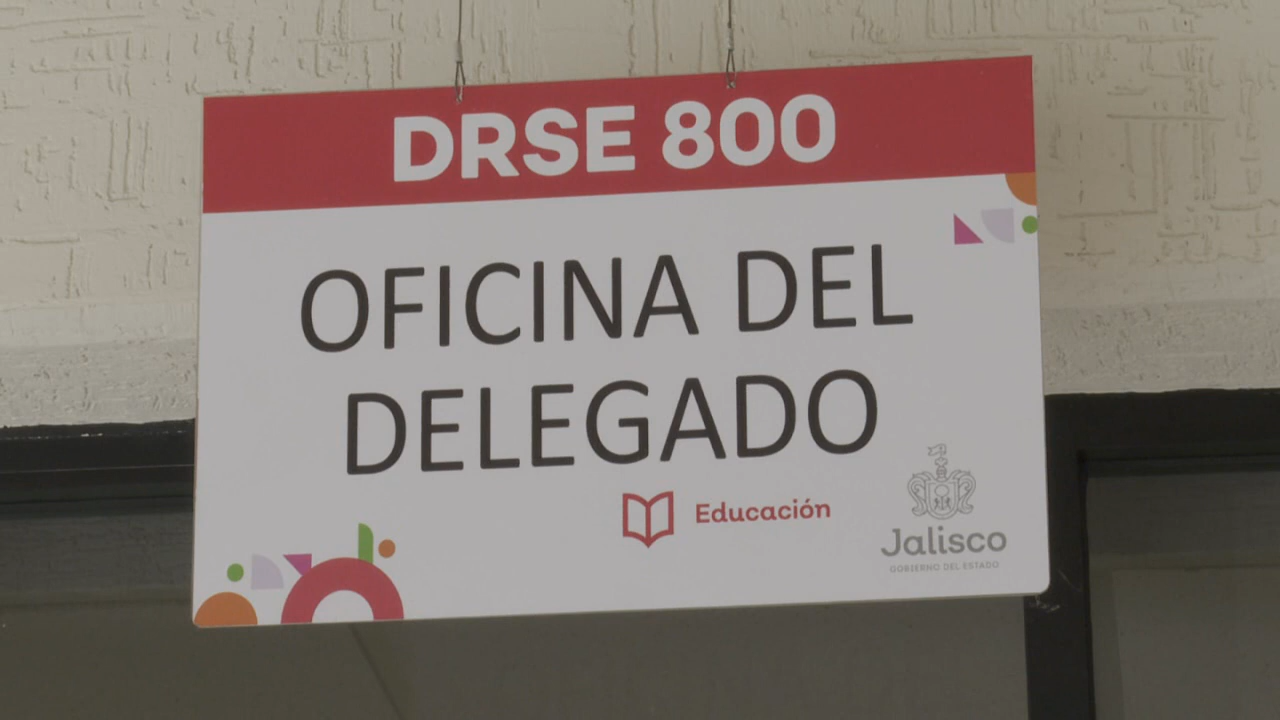 DRSE 800
OFICINA DEL
DELEGADO
Educación
Jalisco
GOBIERNO DEL ESTADO